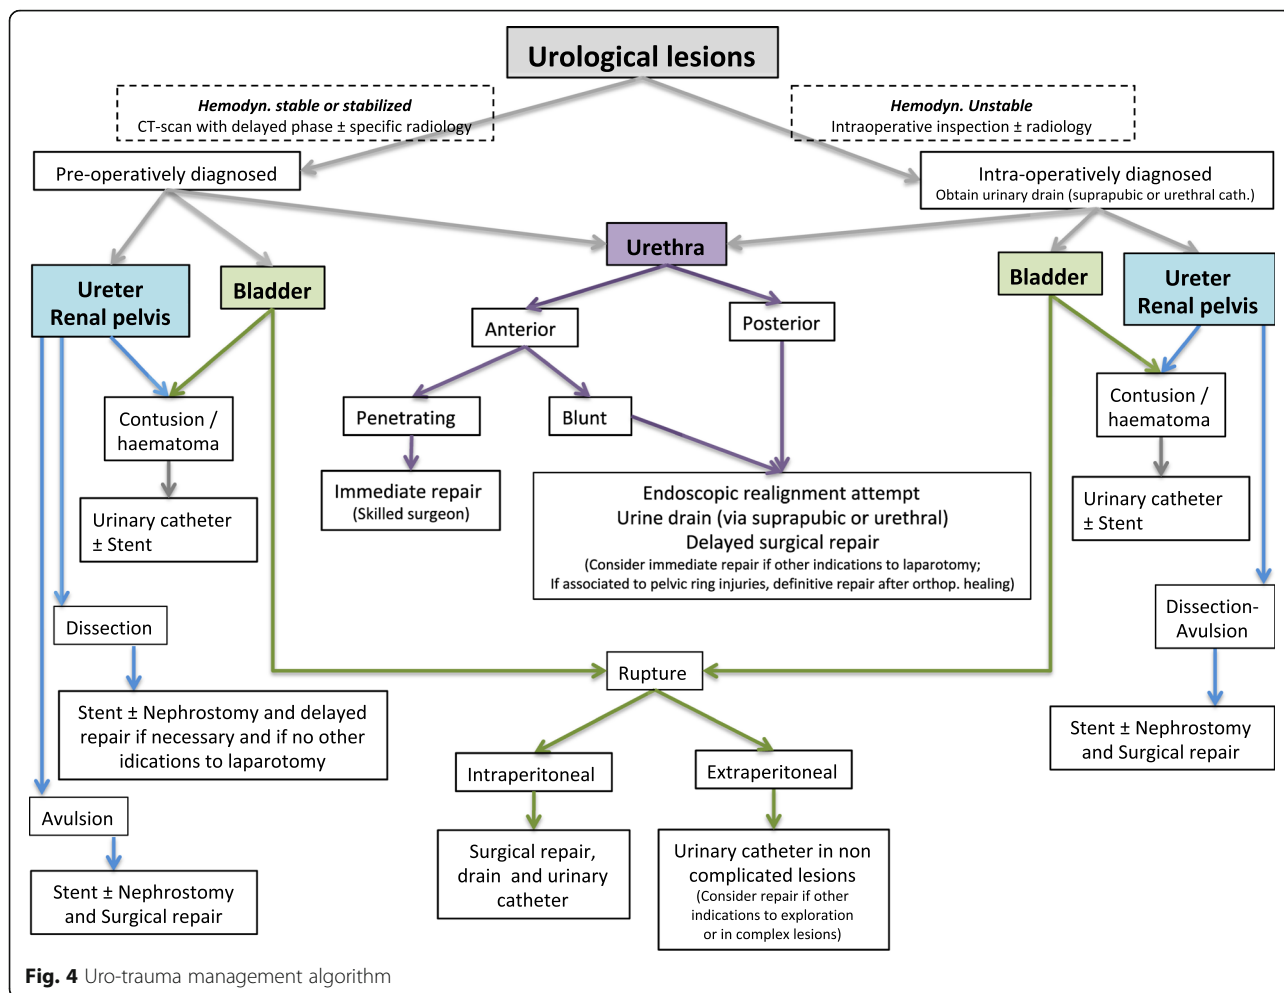 Urological lesions
Hemodyn. stable or stabilized
CT-scan with delayed phase ± specific radiology
Hemodyn. Unstable
Intraoperative inspection ± radiology
Pre-operatively diagnosed
Intra-operatively diagnosed
Obtain urinary drain (suprapubic or urethral cath.)
Urethra
Ureter
Renal pelvis
Bladder
Bladder
Ureter
Renal pelvis
Anterior
Posterior
Penetrating
Blunt
Contusion /
haematoma
Contusion /
haematoma
Immediate repair
(Skilled surgeon)
Endoscopic realignment attempt
Urine drain (via suprapubic or urethral)
Delayed surgical repair
(Consider immediate repair if other indications to laparotomy;
If associated to pelvic ring injuries, definitive repair after orthop. healing)
Urinary catheter
± Stent
Urinary catheter
± Stent
Dissection
Dissection-
Avulsion
Rupture
Stent ± Nephrostomy and delayed
repair if necessary and if no other
idications to laparotomy
Stent ± Nephrostomy
and Surgical repair
Intraperitoneal
Extraperitoneal
Avulsion
Surgical repair,
drain and urinary
catheter
Urinary catheter in non
complicated lesions
(Consider repair if other
indications to exploration
or in complex lesions)
Stent ± Nephrostomy
and Surgical repair
Fig. 4 Uro-trauma management algorithm